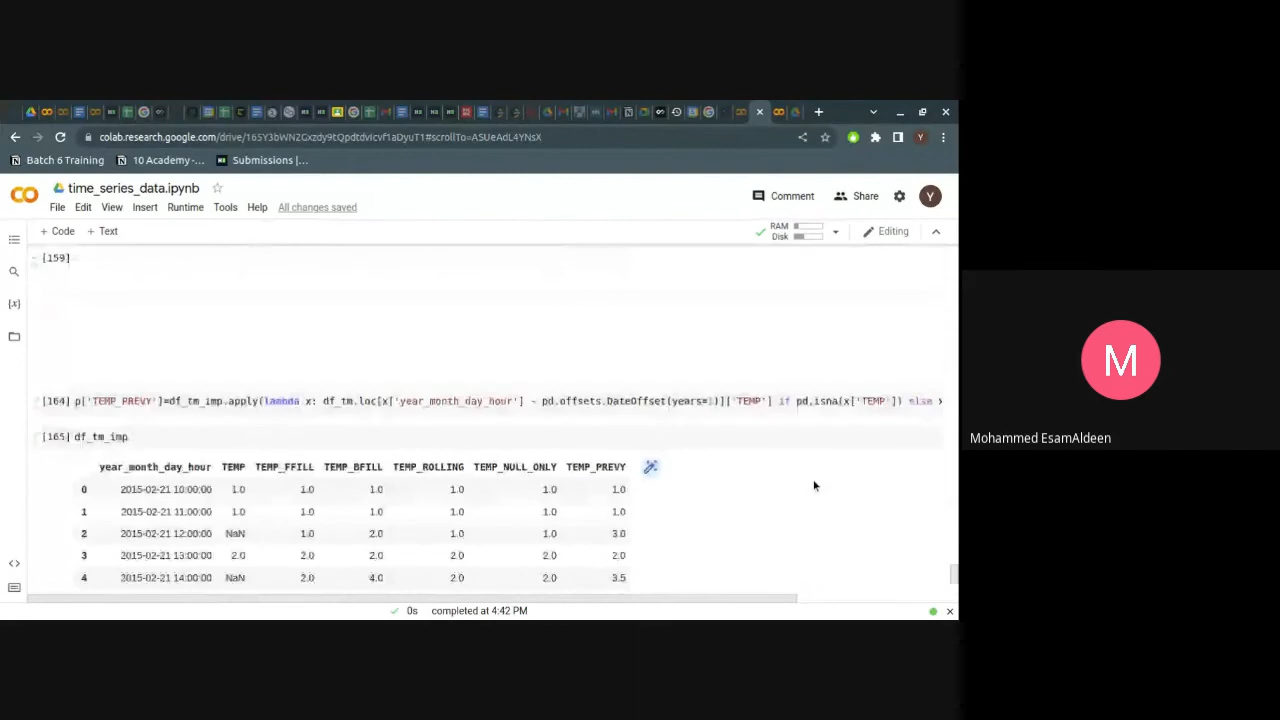 colab.research.google.com/drive/165Y3bWN2Gxzdy9tQpdtdvIcvf1aDyuT1#scrollTo=ASUeAdL4YNsX
Y
Batch 6 Training
10 Academy -...
Submissions |...
time_series_data.ipynb
Comment
Share
Y
File Edit View Insert Runtime Tools Help All changes saved
+ Code + Text
RAM
Disk
Editing
[159]
[164] p['TEMP_PREVY']=df_tm_imp.apply(lambda x: df_tm.loc[x['year_month_day_hour'] - pd.offsets.DateOffset(years=1)]['TEMP'] if pd.isna(x['TEMP']) else x
[165] df_tm_imp
year_month_day_hour TEMP TEMP_FFILL TEMP_BFILL TEMP_ROLLING TEMP_NULL_ONLY TEMP_PREVY
0 2015-02-21 10:00:00 1.0 1.0 1.0 1.0 1.0 1.0
1 2015-02-21 11:00:00 1.0 1.0 1.0 1.0 1.0 1.0
2 2015-02-21 12:00:00 NaN 1.0 2.0 1.0 1.0 3.0
3 2015-02-21 13:00:00 2.0 2.0 2.0 2.0 2.0 2.0
4 2015-02-21 14:00:00 NaN 2.0 4.0 2.0 2.0 3.5
0s completed at 4:42 PM
M
Mohammed EsamAldeen